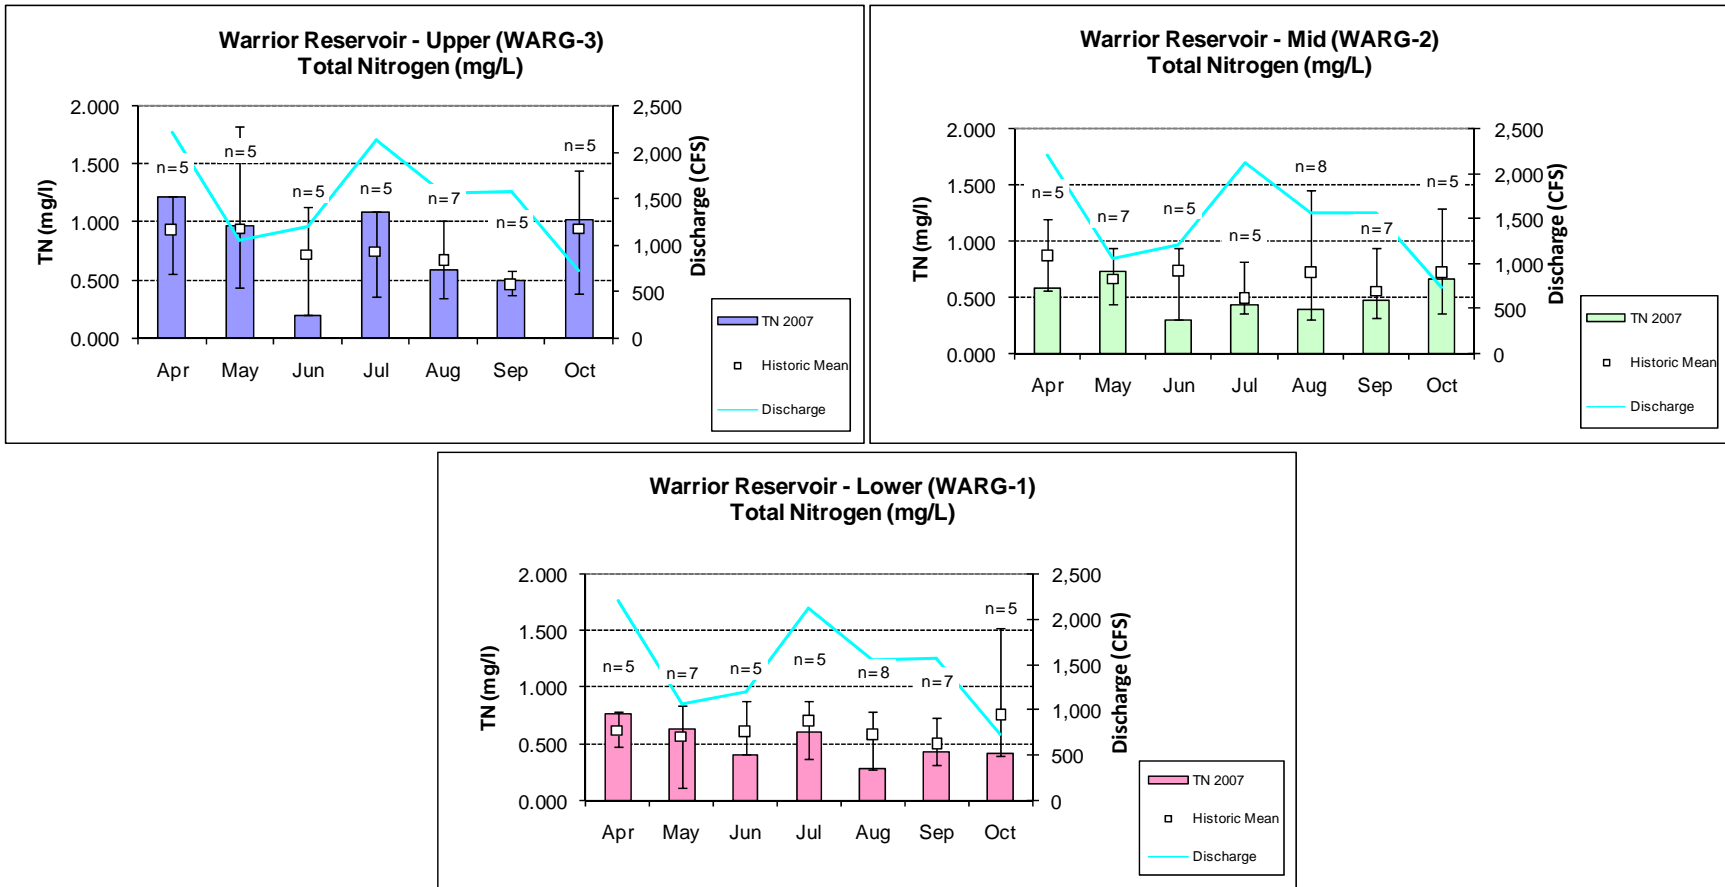 Warrior Reservoir - Upper (WARG-3)
Total Nitrogen (mg/L)
TN (mg/l)
2.000
1.500
1.000
0.500
0.000
n=5
n=5
n=5
n=5
n=7
n=5
n=5
2,500
2,000
1,500
1,000
500
0
Discharge (CFS)
Apr May Jun Jul Aug Sep Oct
TN 2007
Historic Mean
Discharge
Warrior Reservoir - Mid (WARG-2)
Total Nitrogen (mg/L)
TN (mg/l)
2.000
1.500
1.000
0.500
0.000
n=5
n=7
n=5
n=5
n=8
n=7
n=5
2,500
2,000
1,500
1,000
500
0
Discharge (CFS)
Apr May Jun Jul Aug Sep Oct
TN 2007
Historic Mean
Discharge
Warrior Reservoir - Lower (WARG-1)
Total Nitrogen (mg/L)
TN (mg/l)
2.000
1.500
1.000
0.500
0.000
n=5
n=7
n=5
n=5
n=8
n=7
n=5
2,500
2,000
1,500
1,000
500
0
Discharge (CFS)
Apr May Jun Jul Aug Sep Oct
TN 2007
Historic Mean
Discharge